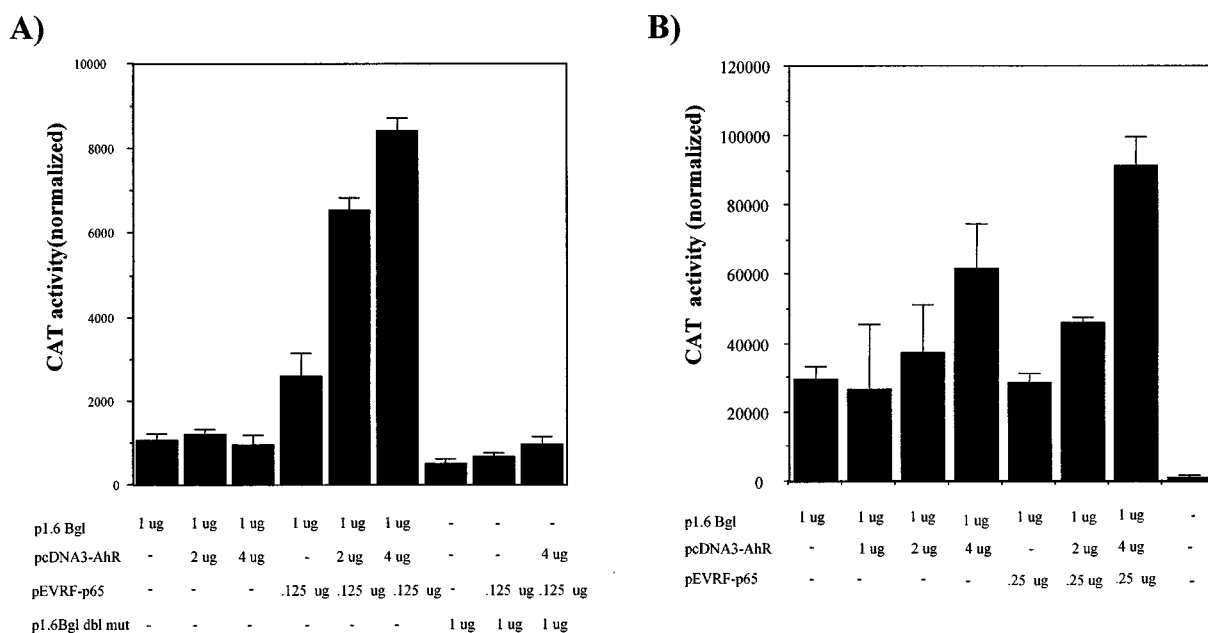 A)
CAT activity(normalized)
10000
8000
6000
4000
2000
0
p1.6 Bgl 1 ug 1 ug 1 ug 1 ug 1 ug 1 ug - - -
pcDNA3-AhR - 2 ug 4 ug - 2 ug 4 ug - - 4 ug
pEVRF-p65 - - - .125 ug .125 ug .125 ug - .125 ug .125 ug
p1.6Bgl dbl mut - - - - - - 1 ug 1 ug 1 ug
B)
CAT activity (normalized)
120000
100000
80000
60000
40000
20000
0
p1.6 Bgl 1 ug 1 ug 1 ug 1 ug 1 ug 1 ug 1 ug -
pcDNA3-AhR - 1 ug 2 ug 4 ug - 2 ug 4 ug -
pEVRF-p65 - - - - .25 ug .25 ug .25 ug -